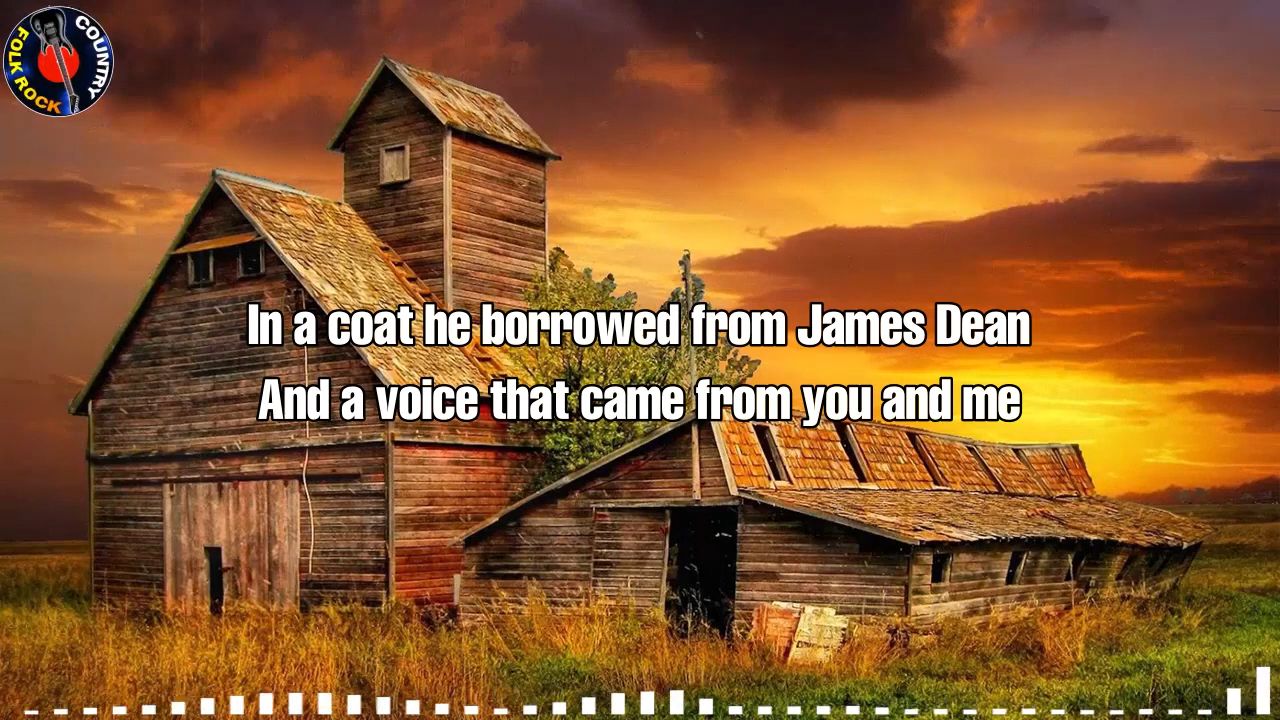 FOLK ROCK
COUNTRY
In a coat he borrowed from James Dean
And a voice that came from you and me